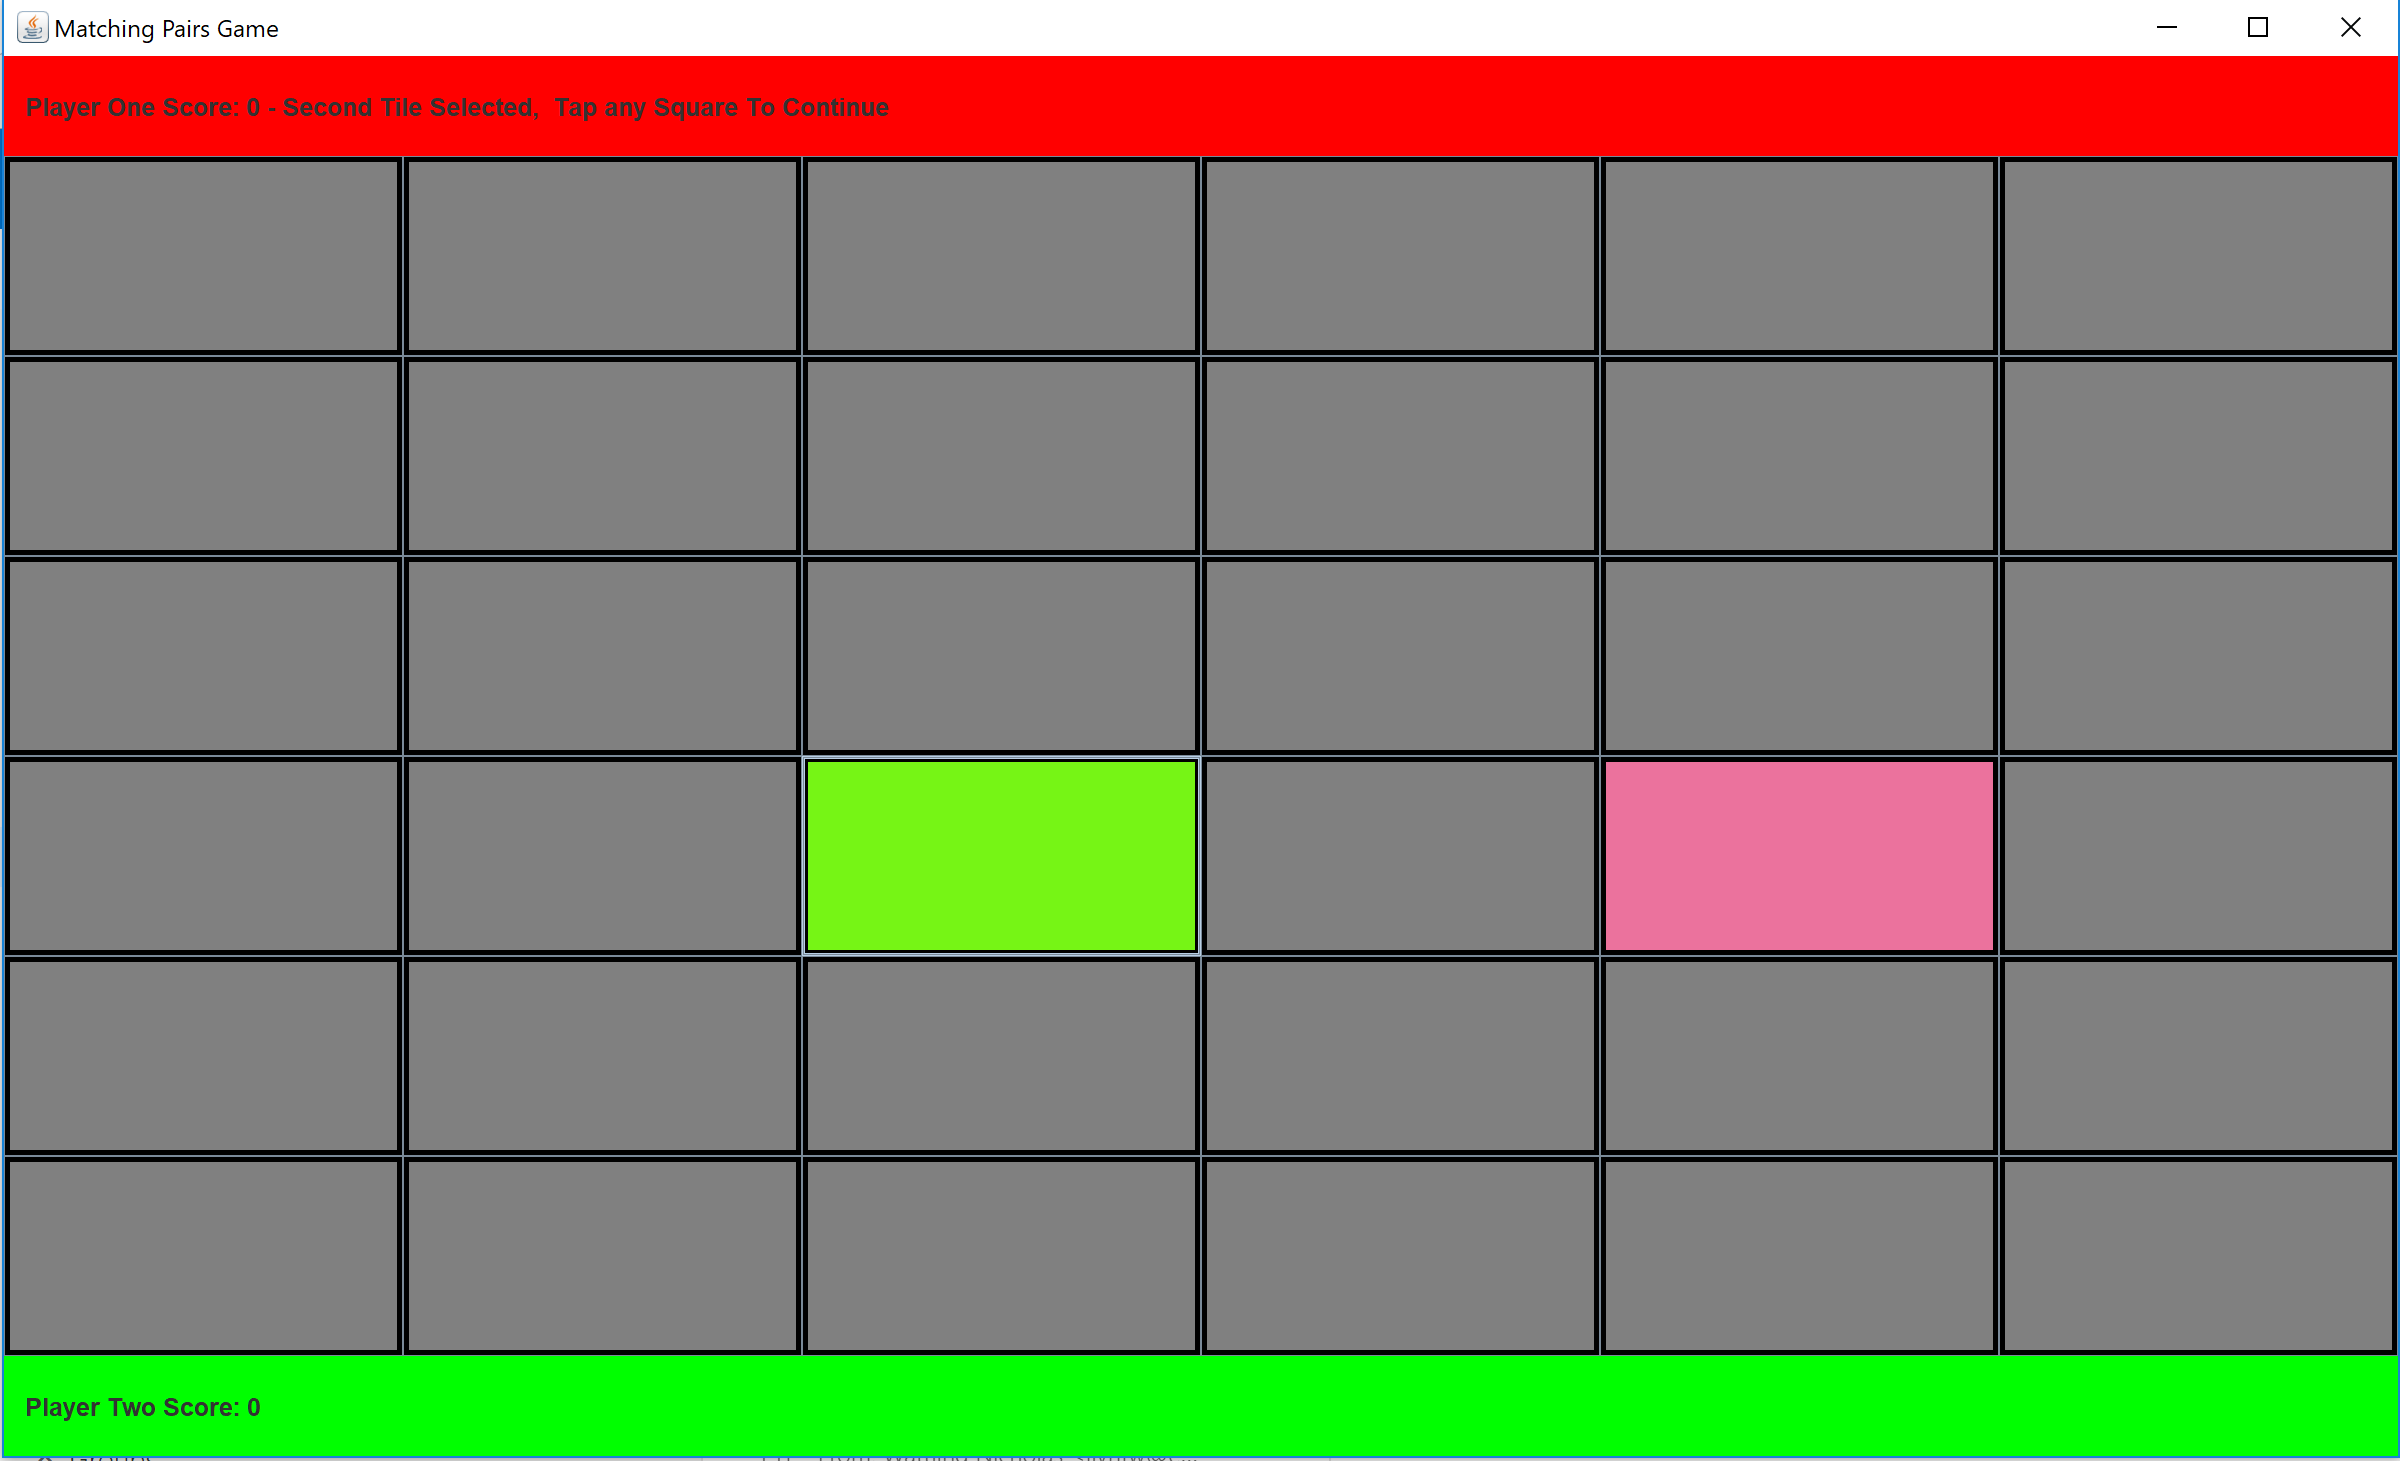 Matching Pairs Game
Player One Score: 0 - Second Tile Selected,  Tap any Square To Continue
Player Two Score: 0